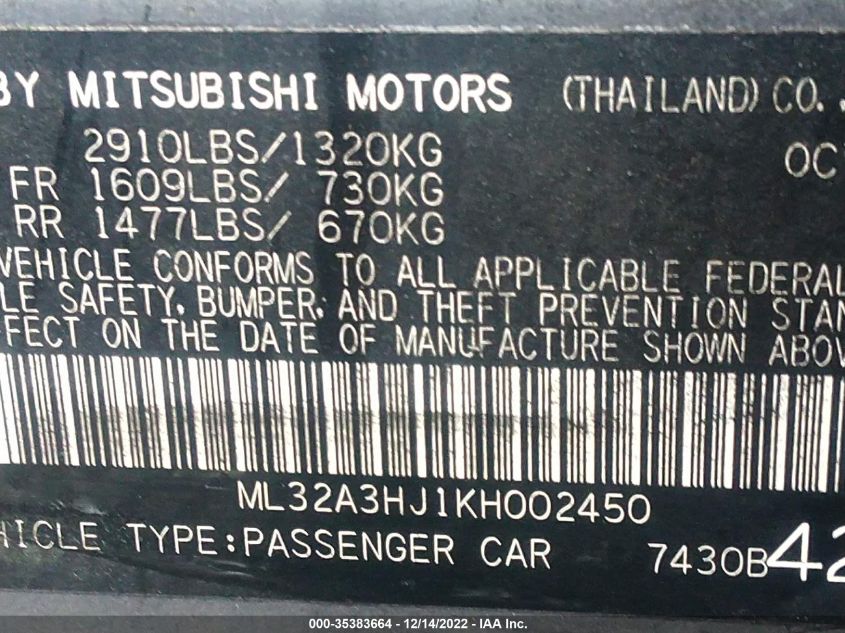 BY MITSUBISHI MOTORS (THAILAND) CO.,
2910LBS/1320KG OC
FR 1609LBS/ 730KG
RR 1477LBS/ 670KG
VEHICLE CONFORMS TO ALL APPLICABLE FEDERAL
LE SAFETY, BUMPER, AND THEFT PREVENTION STAN
FECT ON THE DATE OF MANUFACTURE SHOWN ABOV
ML32A3HJ1KH002450
HICLE TYPE:PASSENGER CAR 7430B42
000-35383664 - 12/14/2022 - IAA Inc.